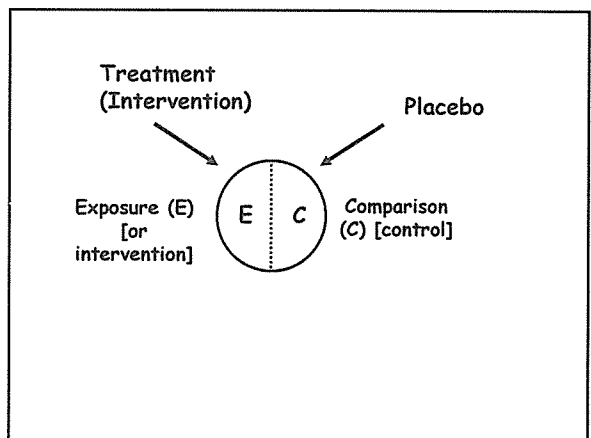 Treatment
(Intervention)
Placebo
Exposure (E)
[or
intervention]
E
C
Comparison
(C) [control]